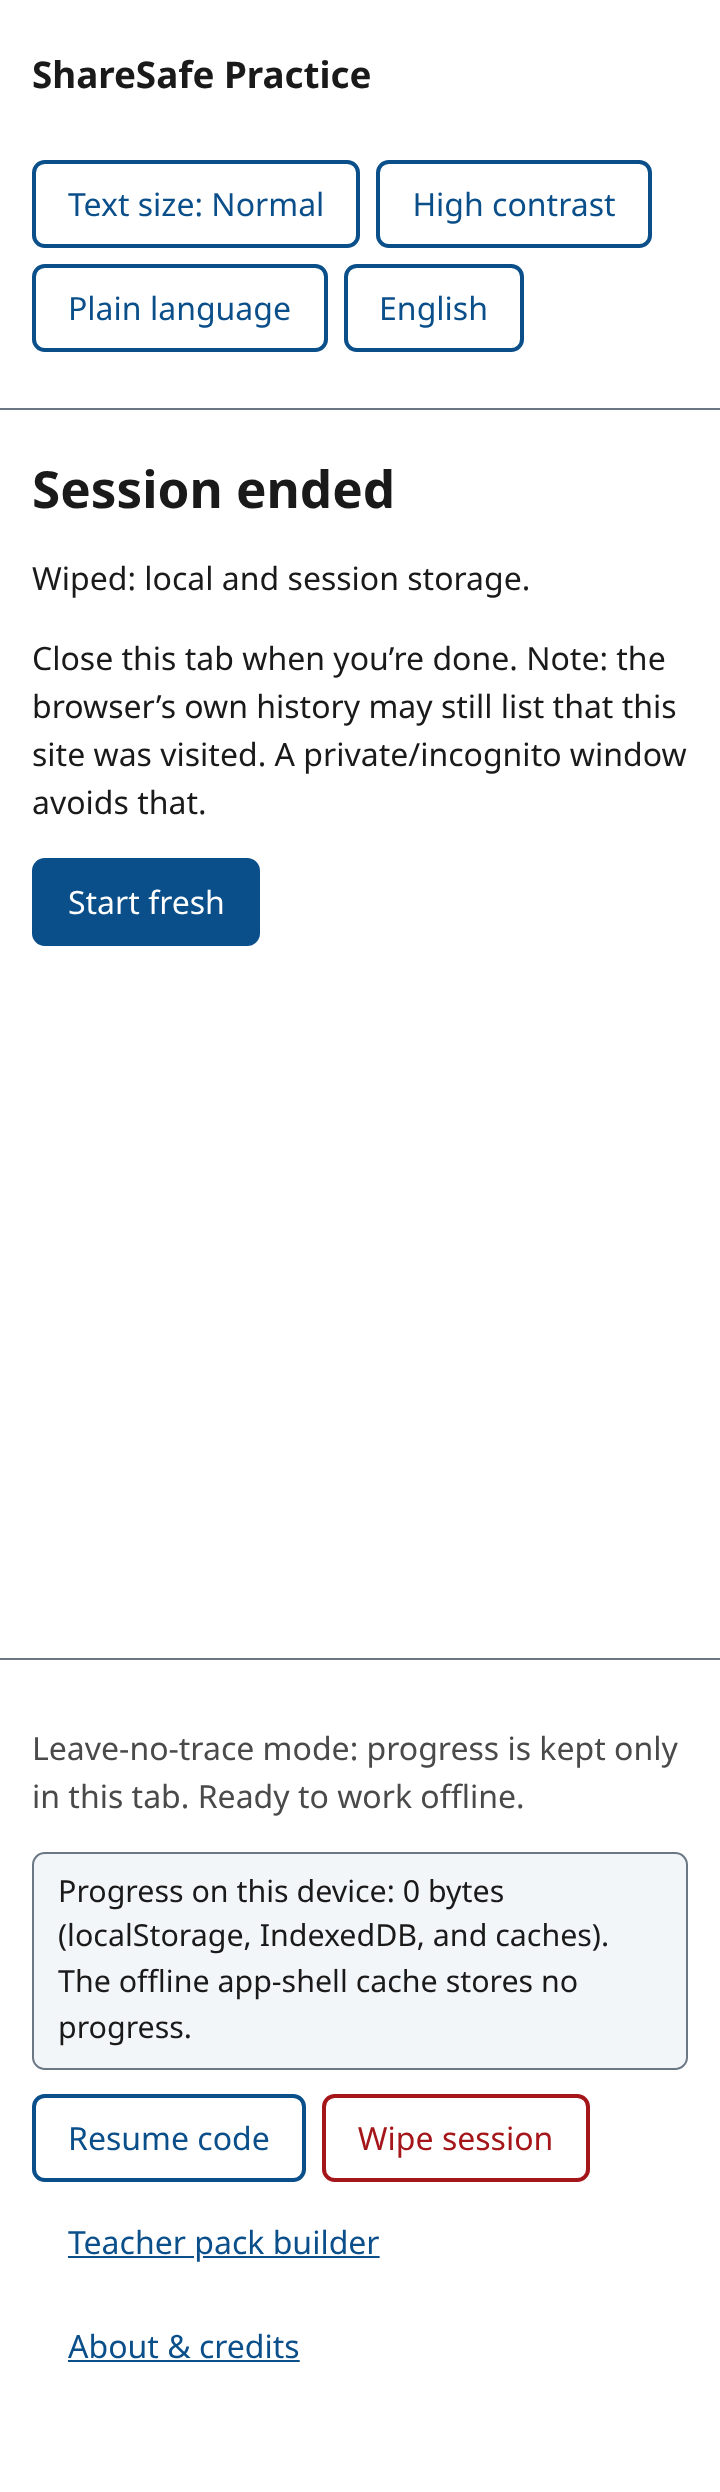 ShareSafe Practice
Text size: Normal
High contrast
Plain language
English
Session ended
Wiped: local and session storage.
Close this tab when you’re done. Note: the
browser’s own history may still list that this
site was visited. A private/incognito window
avoids that.
Start fresh
Leave-no-trace mode: progress is kept only
in this tab. Ready to work offline.
Progress on this device: 0 bytes
(localStorage, IndexedDB, and caches).
The offline app-shell cache stores no
progress.
Resume code
Wipe session
Teacher pack builder
About & credits